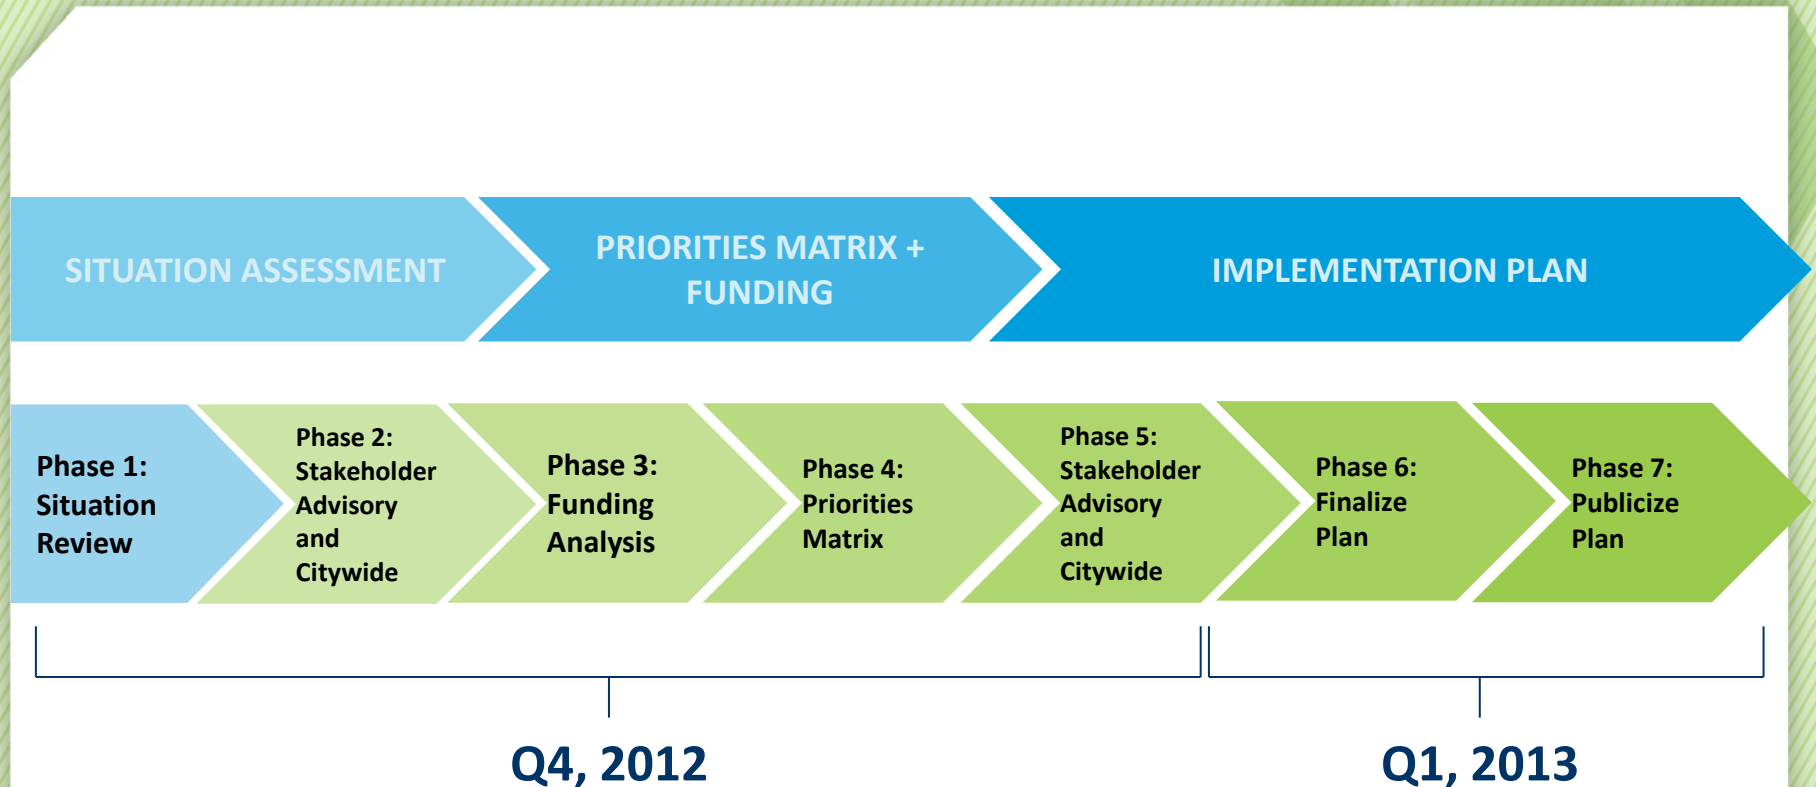 SITUATION ASSESSMENT
PRIORITIES MATRIX +
FUNDING
IMPLEMENTATION PLAN
Phase 1:
Situation
Review
Phase 2:
Stakeholder
Advisory
and
Citywide
Phase 3:
Funding
Analysis
Phase 4:
Priorities
Matrix
Phase 5:
Stakeholder
Advisory
and
Citywide
Phase 6:
Finalize
Plan
Phase 7:
Publicize
Plan
Q4, 2012
Q1, 2013